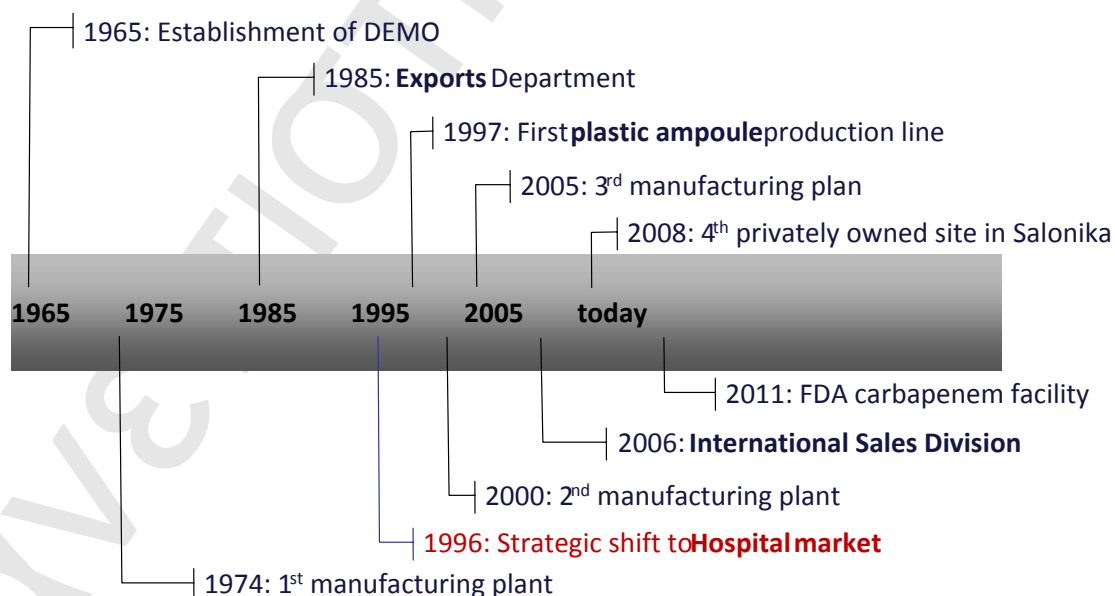 1965: Establishment of DEMO
1985: Exports Department
1997: First plastic ampoule production line
2005: 3rd manufacturing plan
2008: 4th privately owned site in Salonika
1965 1975 1985 1995 2005 today
2011: FDA carbapenem facility
2006: International Sales Division
2000: 2nd manufacturing plant
1996: Strategic shift to Hospital market
1974: 1st manufacturing plant